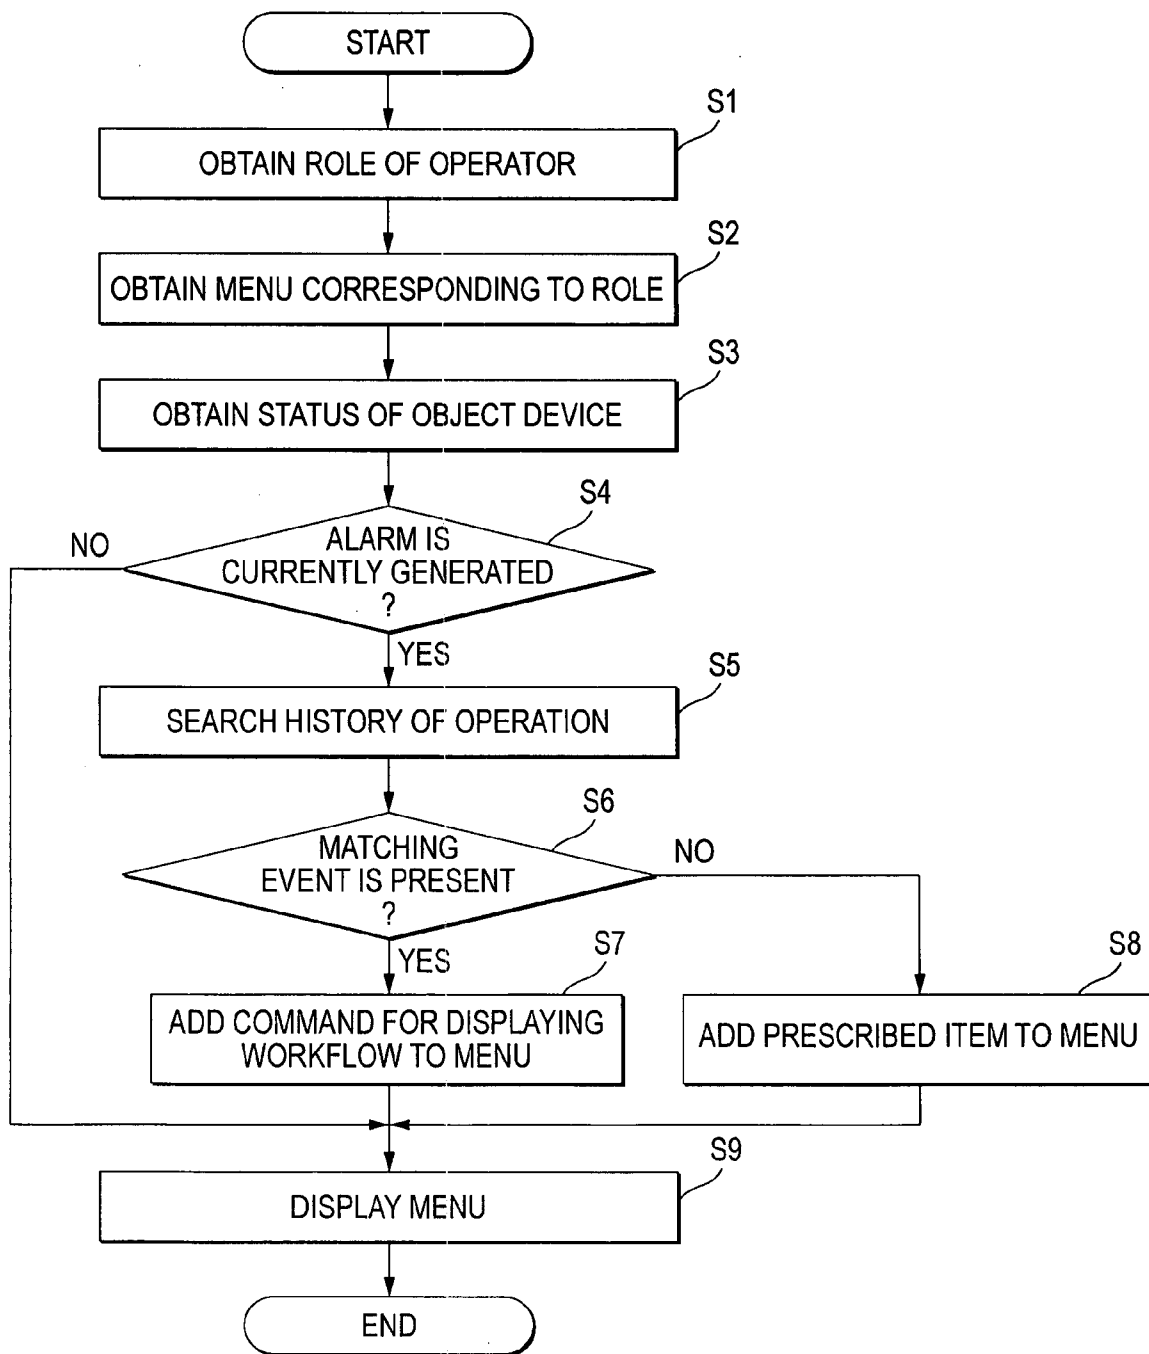 START
S1
OBTAIN ROLE OF OPERATOR
S2
OBTAIN MENU CORRESPONDING TO ROLE
S3
OBTAIN STATUS OF OBJECT DEVICE
S4
NO
ALARM IS
CURRENTLY GENERATED
?
YES
S5
SEARCH HISTORY OF OPERATION
S6
MATCHING
EVENT IS PRESENT
?
NO
YES
S7
S8
ADD COMMAND FOR DISPLAYING
WORKFLOW TO MENU
ADD PRESCRIBED ITEM TO MENU
S9
DISPLAY MENU
END